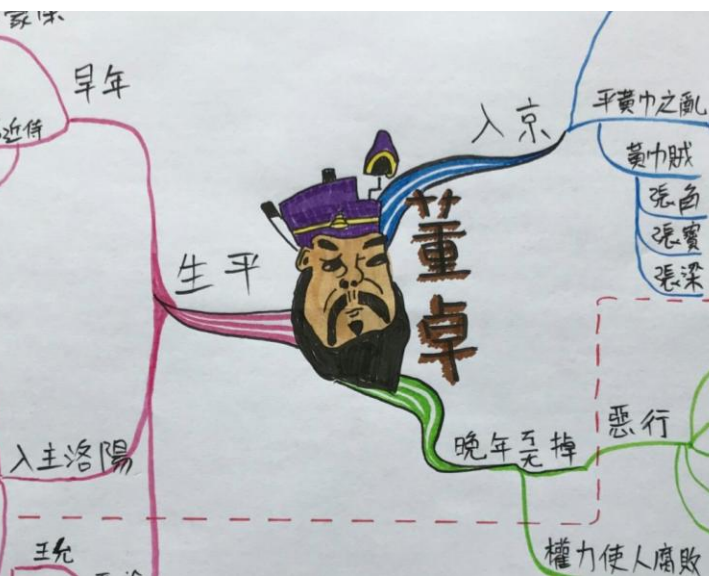 早年
近侍
生平
入主洛陽
王允
董卓
入京
平黃巾之亂
黃巾賊
張角
張寶
張梁
晚年死掉
惡行
權力使人腐敗